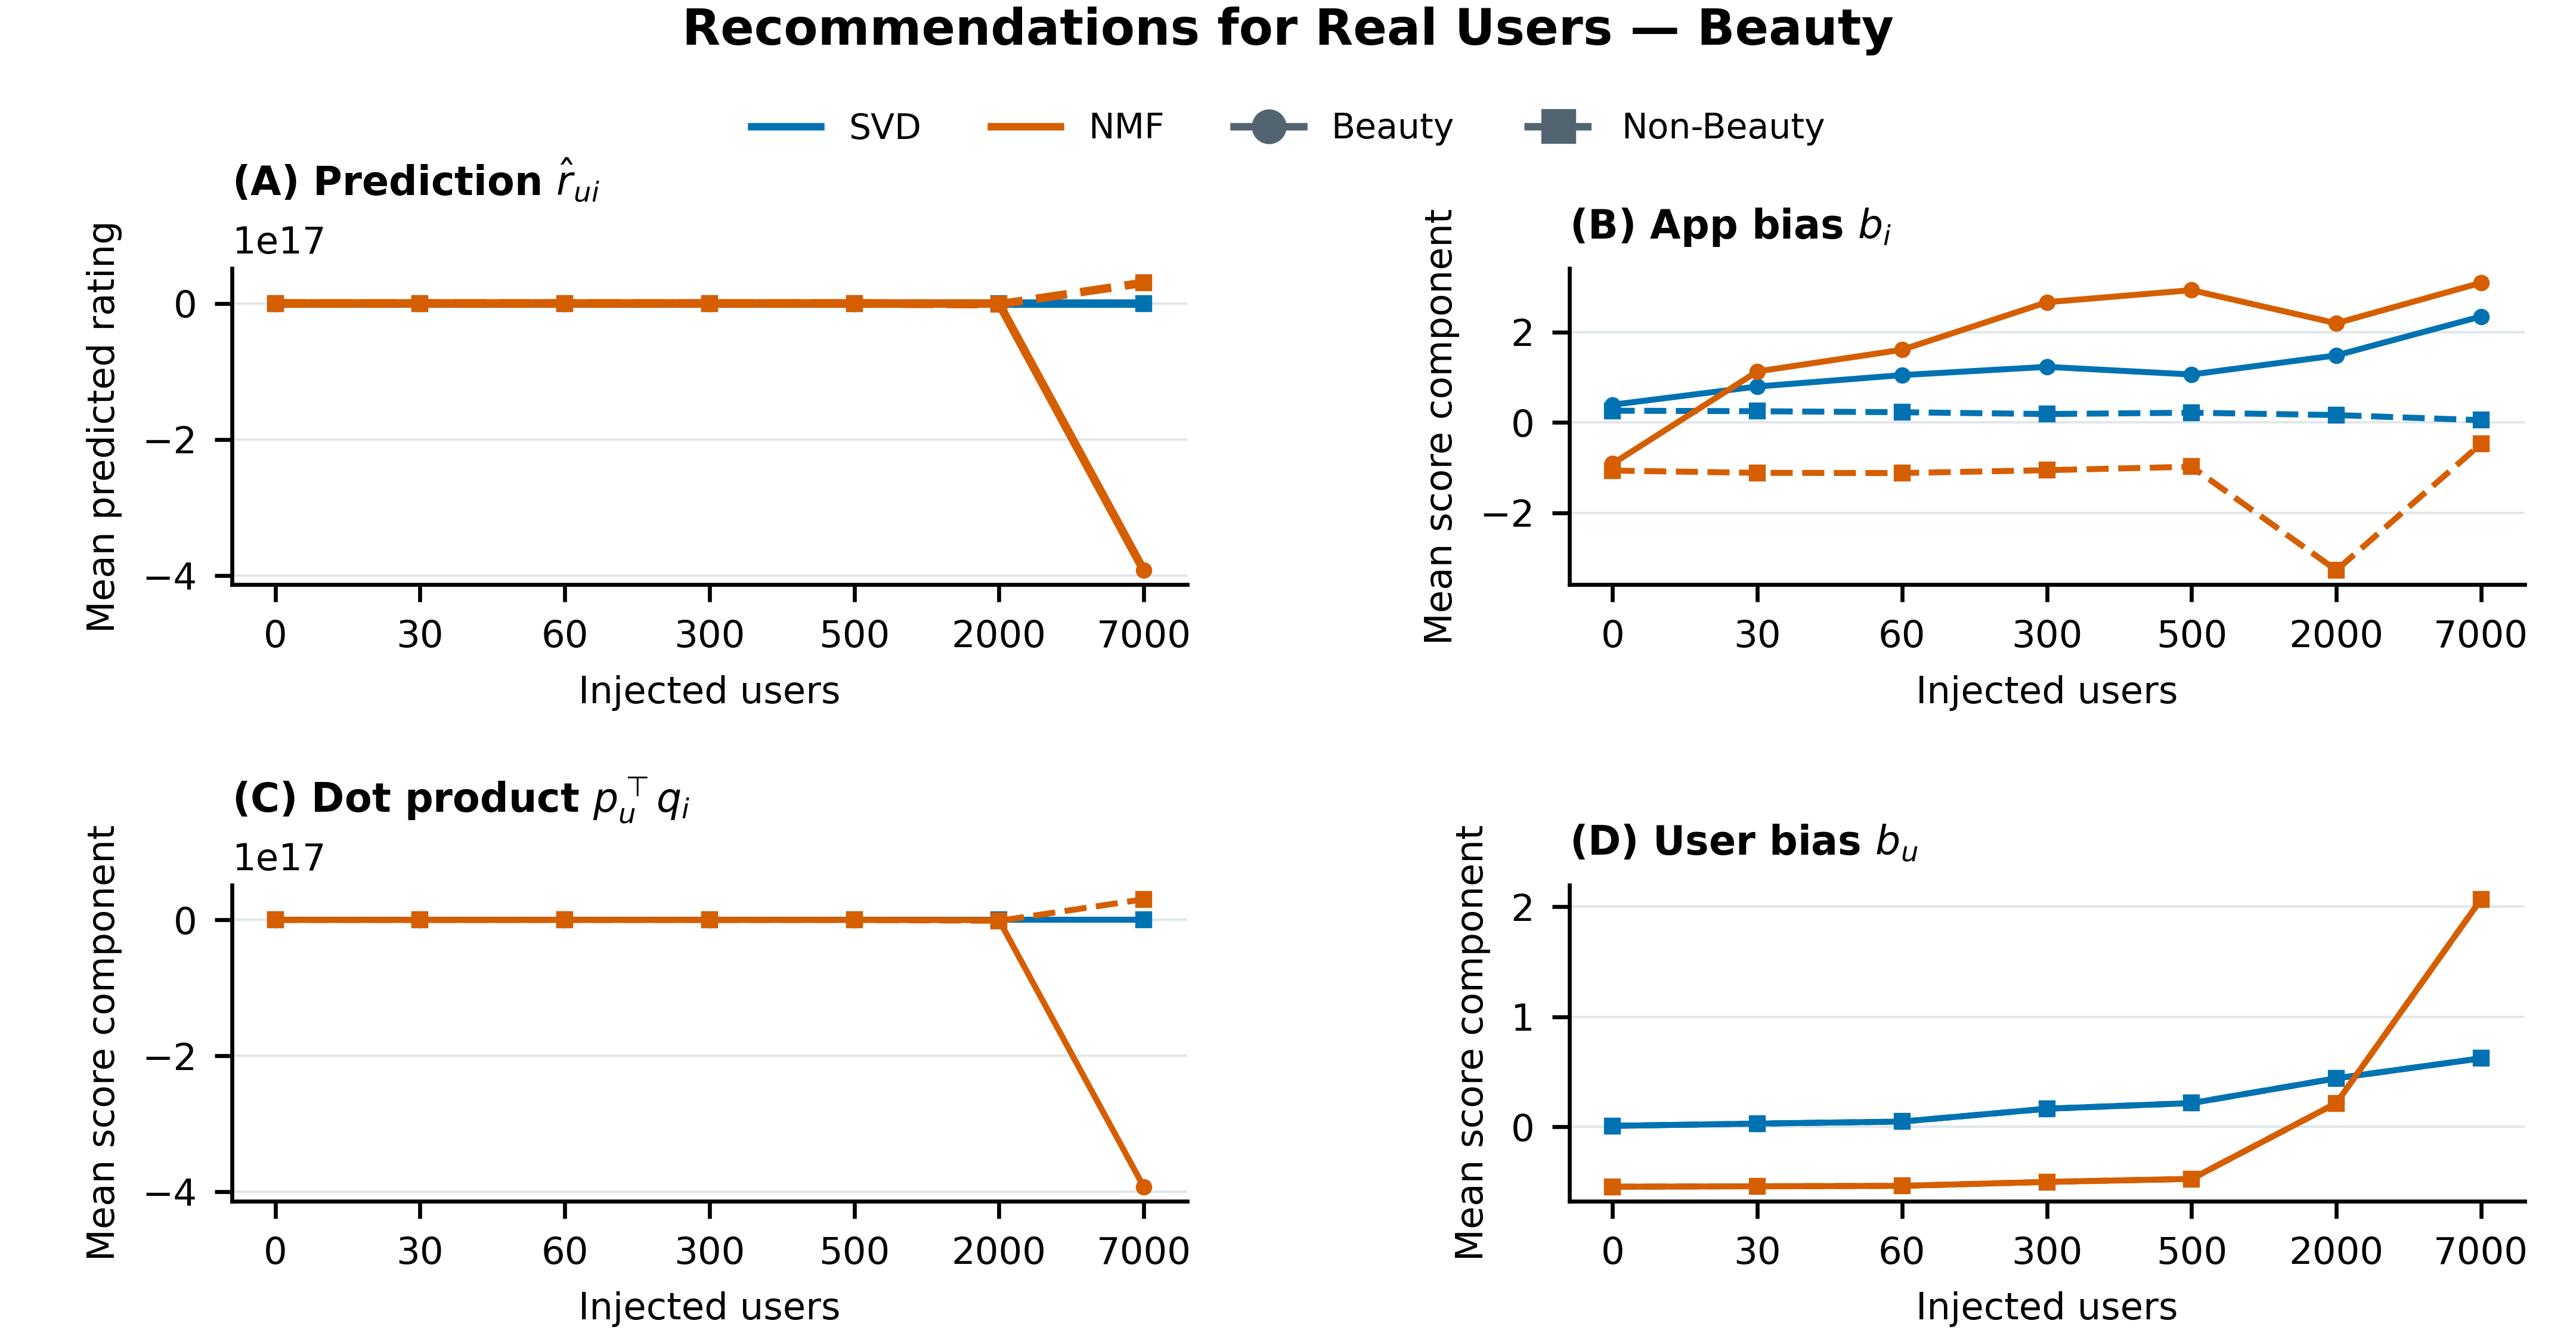 Recommendations for Real Users — Beauty
SVD NMF Beauty Non-Beauty
(A) Prediction r̂ui
1e17
Mean predicted rating
0
−2
−4
0 30 60 300 500 2000 7000
Injected users
(B) App bias bi
Mean score component
2
0
−2
0 30 60 300 500 2000 7000
Injected users
(C) Dot product pu⊤qi
1e17
Mean score component
0
−2
−4
0 30 60 300 500 2000 7000
Injected users
(D) User bias bu
Mean score component
2
1
0
0 30 60 300 500 2000 7000
Injected users